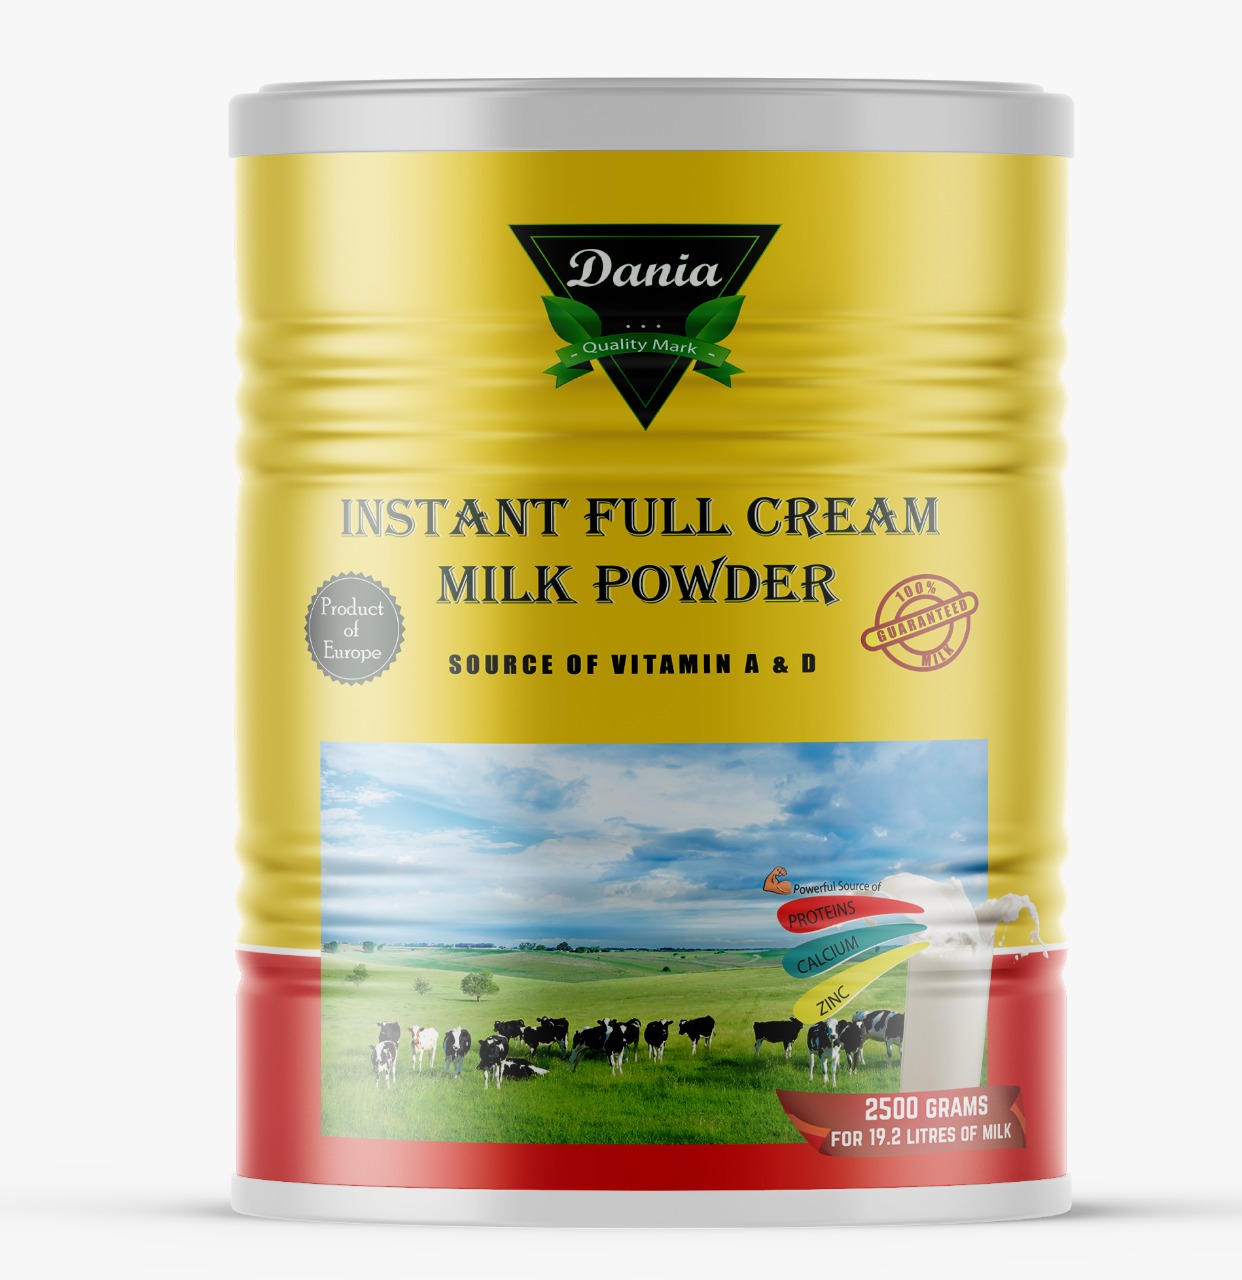 Dania
Quality Mark
INSTANT FULL CREAM
MILK POWDER
Product
of
Europe
100%
GUARANTEED
MILK
SOURCE OF VITAMIN A & D
Powerful Source of
PROTEINS
CALCIUM
ZINC
2500 GRAMS
FOR 19.2 LITRES OF MILK